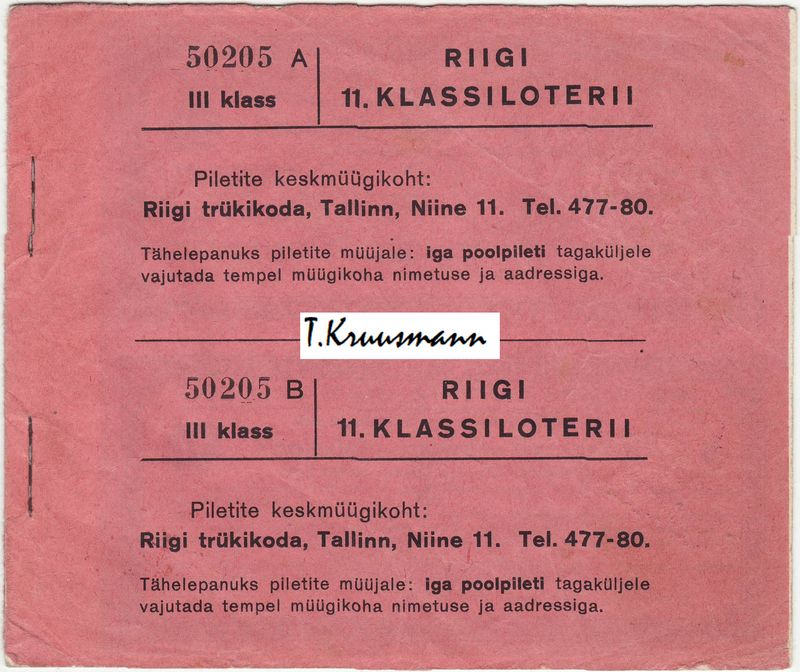 50205 A
RIIGI
III klass
11. KLASSILOTERII
Piletite keskmüügikoht:
Riigi trükikoda, Tallinn, Niine 11. Tel. 477-80.
Tähelepanuks piletite müüjale: iga poolpileti tagaküljele
vajutada tempel müügikoha nimetuse ja aadressiga.
T.Kruusmann
50205 B
RIIGI
III klass
11. KLASSILOTERII
Piletite keskmüügikoht:
Riigi trükikoda, Tallinn, Niine 11. Tel. 477-80.
Tähelepanuks piletite müüjale: iga poolpileti tagaküljele
vajutada tempel müügikoha nimetuse ja aadressiga.